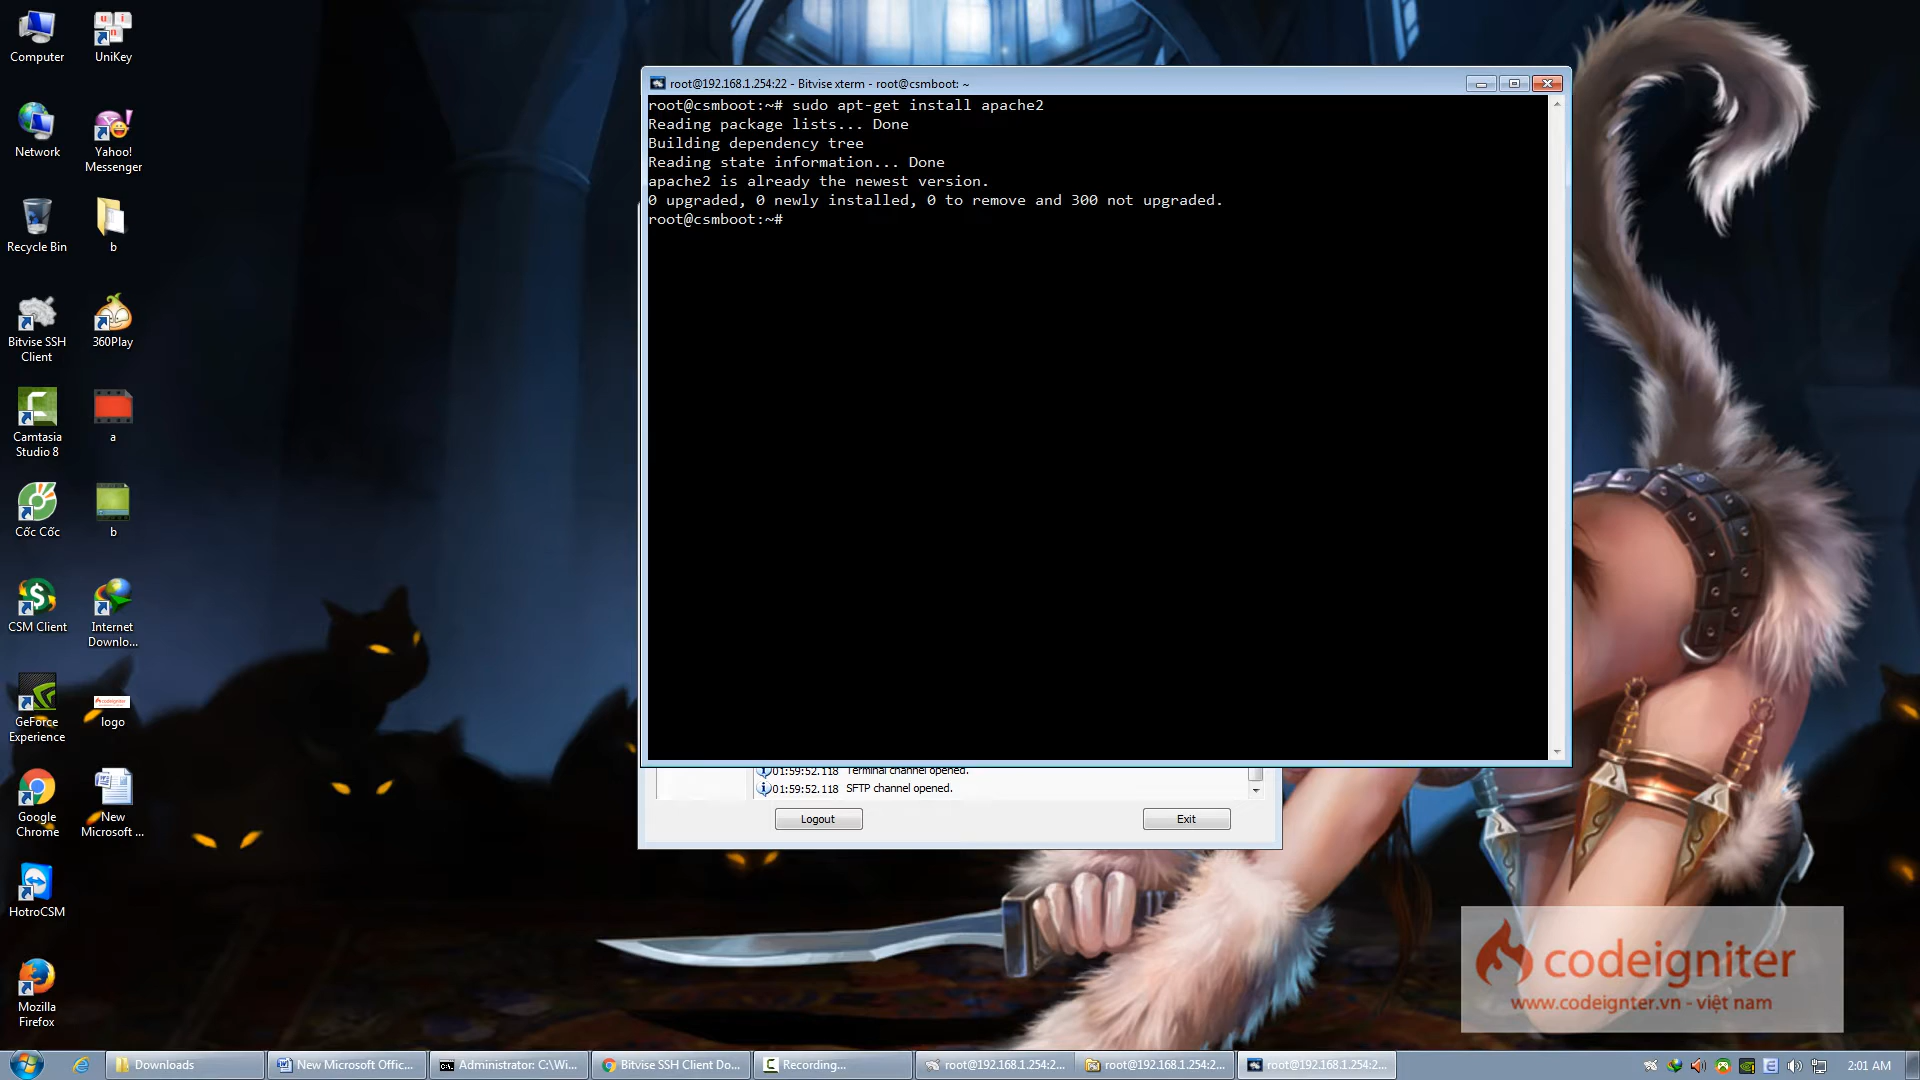 Computer
UniKey
Network
Yahoo!
Messenger
Recycle Bin
b
Bitvise SSH
Client
360Play
Camtasia
Studio 8
a
Cốc Cốc
b
CSM Client
Internet
Downlo...
GeForce
Experience
codeigniter
logo
Google
Chrome
New
Microsoft ...
HotroCSM
Mozilla
Firefox
root@192.168.1.254:22 - Bitvise xterm - root@csmboot: ~
root@csmboot:~# sudo apt-get install apache2
Reading package lists... Done
Building dependency tree
Reading state information... Done
apache2 is already the newest version.
0 upgraded, 0 newly installed, 0 to remove and 300 not upgraded.
root@csmboot:~#
01:59:52.118 Terminal channel opened.
01:59:52.118 SFTP channel opened.
Logout
Exit
codeigniter
www.codeignter.vn - việt nam
Downloads
New Microsoft Offic...
Administrator: C:\Wi...
Bitvise SSH Client Do...
Recording...
root@192.168.1.254:2...
root@192.168.1.254:2...
root@192.168.1.254:2...
2:01 AM